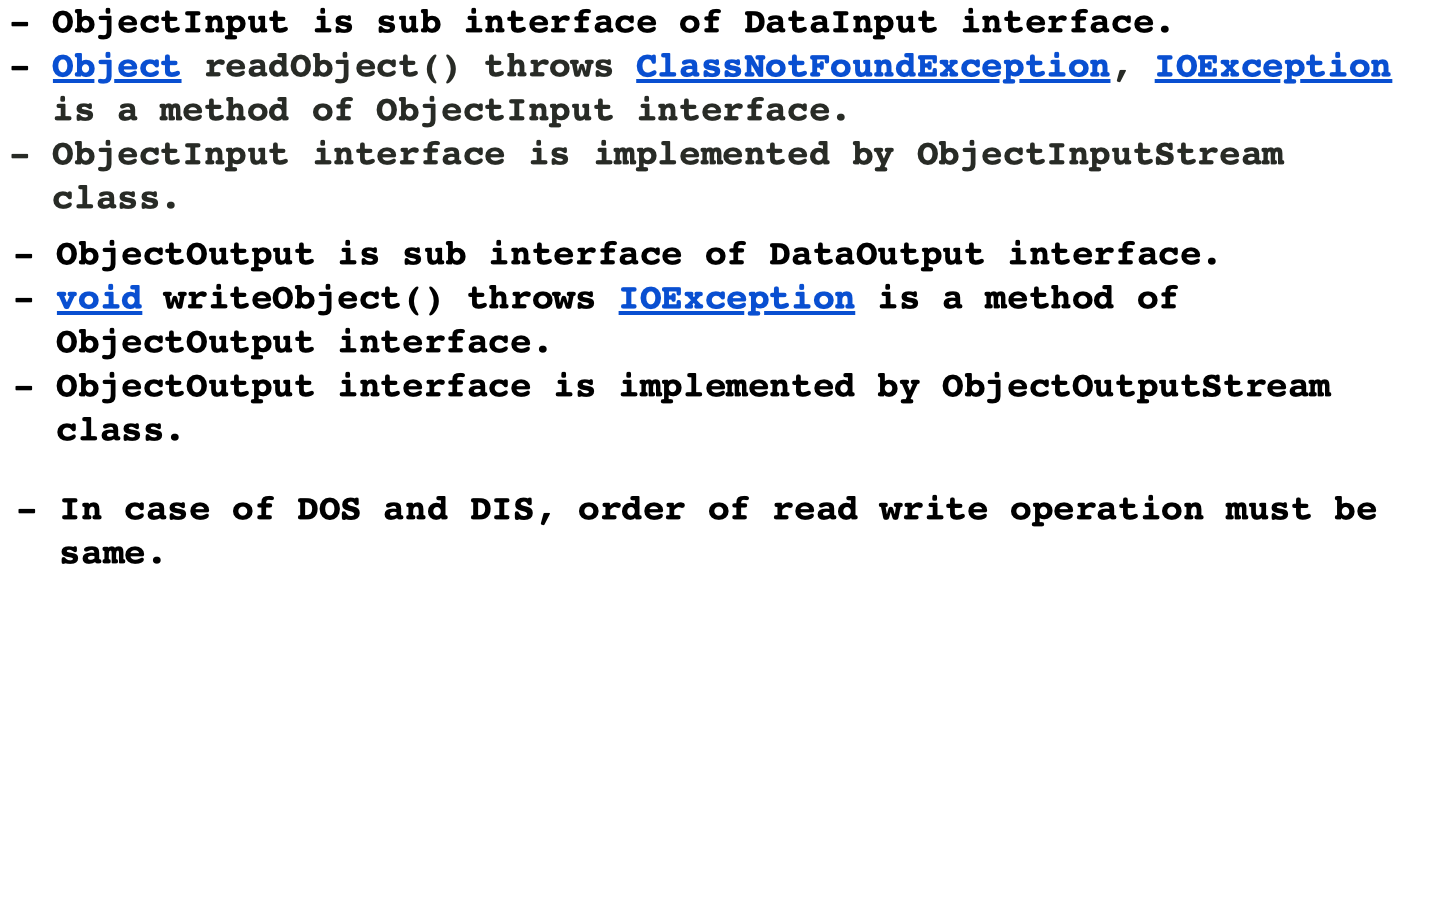 - ObjectInput is sub interface of DataInput interface.
- Object readObject() throws ClassNotFoundException, IOException
is a method of ObjectInput interface.
- ObjectInput interface is implemented by ObjectInputStream
class.
- ObjectOutput is sub interface of DataOutput interface.
- void writeObject() throws IOException is a method of
ObjectOutput interface.
- ObjectOutput interface is implemented by ObjectOutputStream
class.
- In case of DOS and DIS, order of read write operation must be
same.